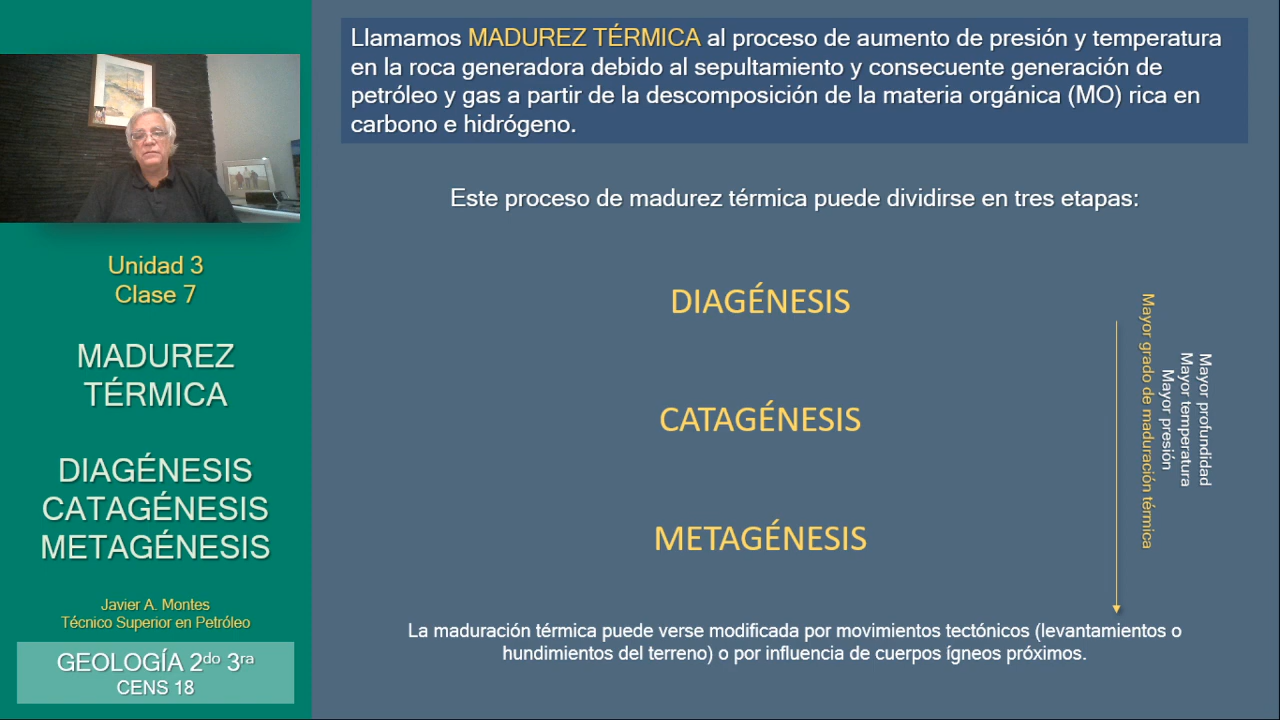 Llamamos MADUREZ TÉRMICA al proceso de aumento de presión y temperatura
en la roca generadora debido al sepultamiento y consecuente generación de
petróleo y gas a partir de la descomposición de la materia orgánica (MO) rica en
carbono e hidrógeno.
Este proceso de madurez térmica puede dividirse en tres etapas:
DIAGÉNESIS
CATAGÉNESIS
METAGÉNESIS
Mayor profundidad
Mayor temperatura
Mayor presión
Mayor grado de maduración térmica
La maduración térmica puede verse modificada por movimientos tectónicos (levantamientos o
hundimientos del terreno) o por influencia de cuerpos ígneos próximos.
Unidad 3
Clase 7
MADUREZ
TÉRMICA
DIAGÉNESIS
CATAGÉNESIS
METAGÉNESIS
Javier A. Montes
Técnico Superior en Petróleo
GEOLOGÍA 2do 3ra
CENS 18